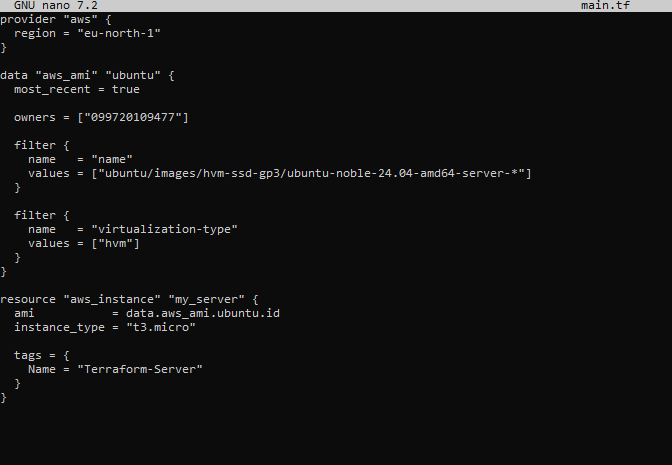 GNU nano 7.2 main.tf
provider "aws" {
  region = "eu-north-1"
}
data "aws_ami" "ubuntu" {
  most_recent = true
  owners = ["099720109477"]
  filter {
    name   = "name"
    values = ["ubuntu/images/hvm-ssd-gp3/ubuntu-noble-24.04-amd64-server-*"]
  }
  filter {
    name   = "virtualization-type"
    values = ["hvm"]
  }
}
resource "aws_instance" "my_server" {
  ami           = data.aws_ami.ubuntu.id
  instance_type = "t3.micro"
  tags = {
    Name = "Terraform-Server"
  }
}